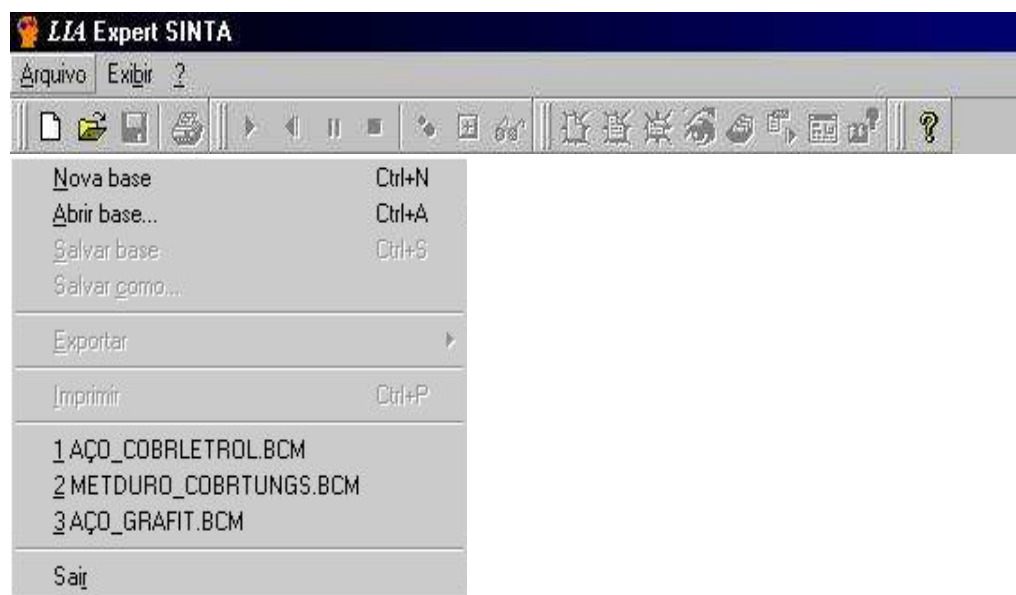 LIA Expert SINTA
Arquivo Exibir ?
Nova base Ctrl+N
Abrir base... Ctrl+A
Salvar base Ctrl+S
Salvar como...
Exportar
Imprimir Ctrl+P
1 AÇO_COBRLETROL.BCM
2 METDURO_COBRTUNGS.BCM
3 AÇO_GRAFIT.BCM
Sair